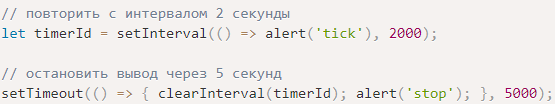 // повторить с интервалом 2 секунды
let timerId = setInterval(() => alert('tick'), 2000);
// остановить вывод через 5 секунд
setTimeout(() => { clearInterval(timerId); alert('stop'); }, 5000);